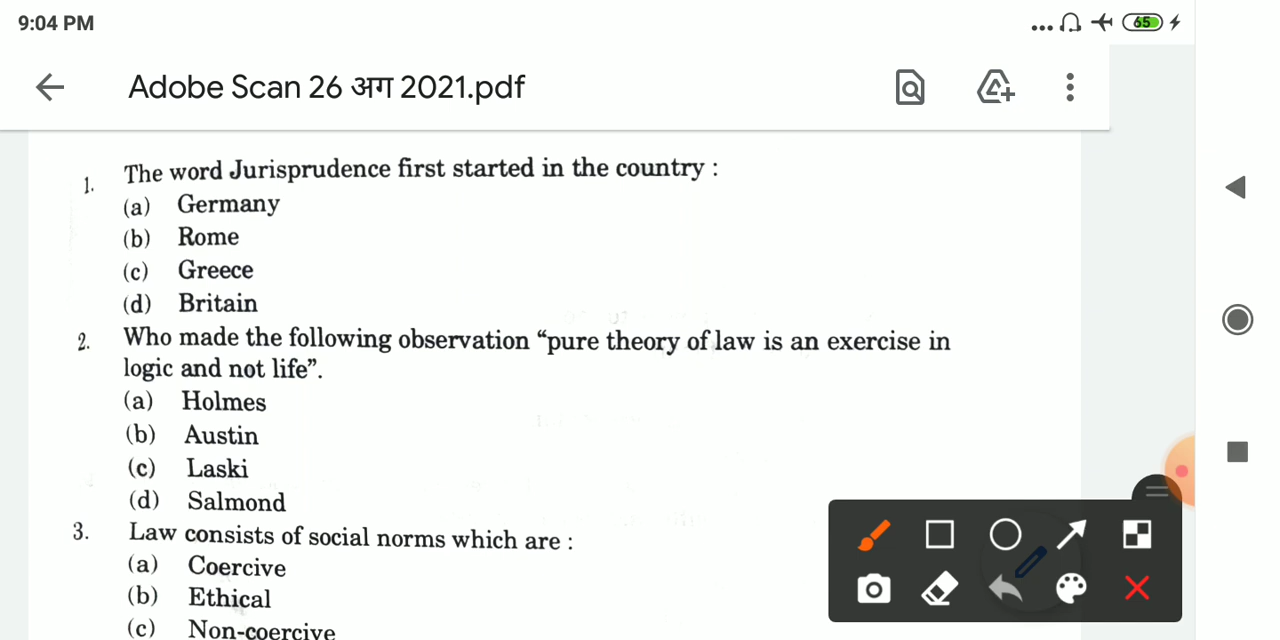 9:04 PM
65
Adobe Scan 26 अग 2021.pdf
1. The word Jurisprudence first started in the country :
(a) Germany
(b) Rome
(c) Greece
(d) Britain
2. Who made the following observation “pure theory of law is an exercise in
logic and not life”.
(a) Holmes
(b) Austin
(c) Laski
(d) Salmond
3. Law consists of social norms which are :
(a) Coercive
(b) Ethical
(c) Non-coercive